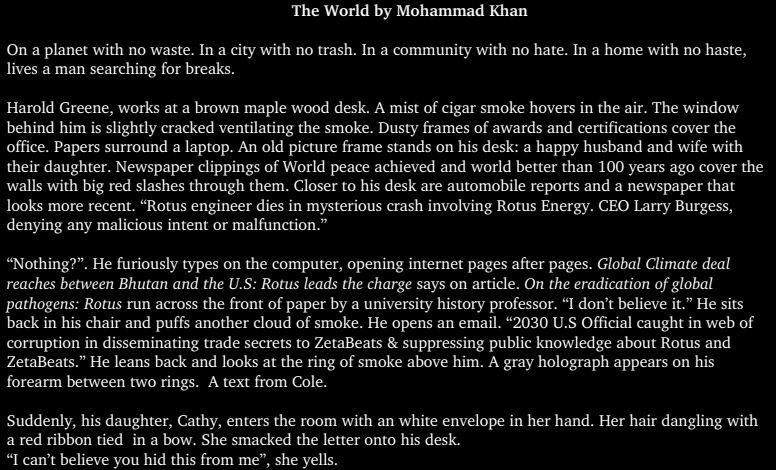 The World by Mohammad Khan
On a planet with no waste. In a city with no trash. In a community with no hate. In a home with no haste,
lives a man searching for breaks.
Harold Greene, works at a brown maple wood desk. A mist of cigar smoke hovers in the air. The window
behind him is slightly cracked ventilating the smoke. Dusty frames of awards and certifications cover the
office. Papers surround a laptop. An old picture frame stands on his desk: a happy husband and wife with
their daughter. Newspaper clippings of World peace achieved and world better than 100 years ago cover the
walls with big red slashes through them. Closer to his desk are automobile reports and a newspaper that
looks more recent. “Rotus engineer dies in mysterious crash involving Rotus Energy. CEO Larry Burgess,
denying any malicious intent or malfunction.”
“Nothing?”. He furiously types on the computer, opening internet pages after pages. Global Climate deal
reaches between Bhutan and the U.S: Rotus leads the charge says on article. On the eradication of global
pathogens: Rotus run across the front of paper by a university history professor. “I don’t believe it.” He sits
back in his chair and puffs another cloud of smoke. He opens an email. “2030 U.S Official caught in web of
corruption in disseminating trade secrets to ZetaBeats & suppressing public knowledge about Rotus and
ZetaBeats.” He leans back and looks at the ring of smoke above him. A gray holograph appears on his
forearm between two rings.  A text from Cole.
Suddenly, his daughter, Cathy, enters the room with an white envelope in her hand. Her hair dangling with
a red ribbon tied  in a bow. She smacked the letter onto his desk.
“I can’t believe you hid this from me”, she yells.